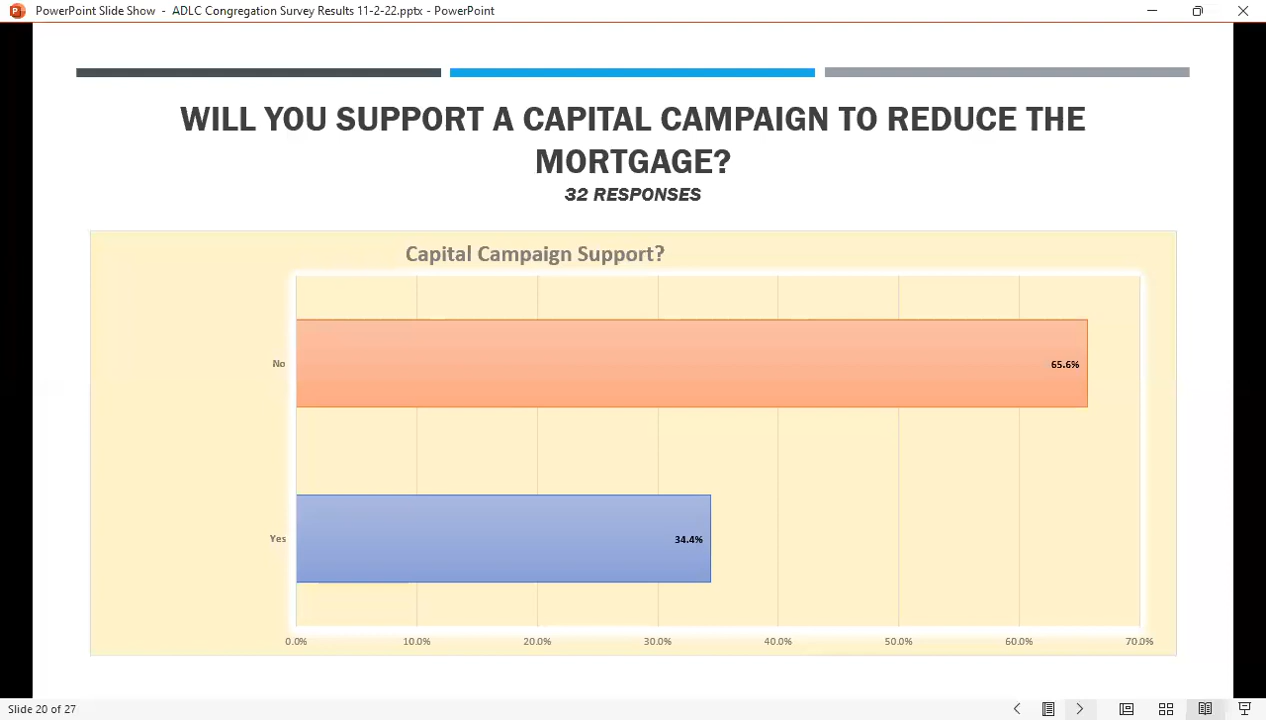 PowerPoint Slide Show - ADLC Congregation Survey Results 11-2-22.pptx - PowerPoint
WILL YOU SUPPORT A CAPITAL CAMPAIGN TO REDUCE THE
MORTGAGE?
32 RESPONSES
Capital Campaign Support?
No
65.6%
Yes
34.4%
0.0% 10.0% 20.0% 30.0% 40.0% 50.0% 60.0% 70.0%
Slide 20 of 27